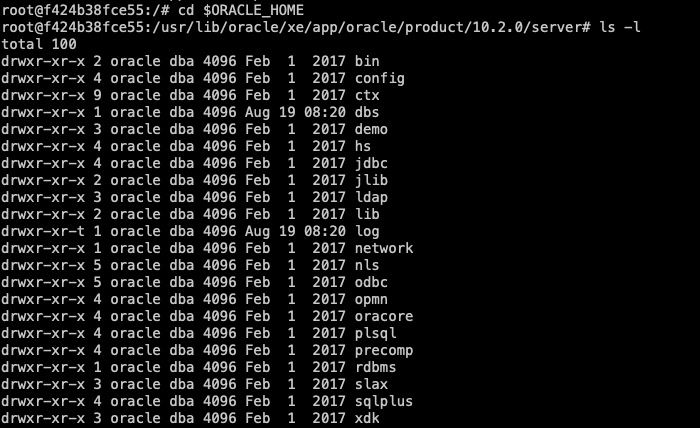 root@f424b38fce55:/# cd $ORACLE_HOME
root@f424b38fce55:/usr/lib/oracle/xe/app/oracle/product/10.2.0/server# ls -l
total 100
drwxr-xr-x 2 oracle dba 4096 Feb  1  2017 bin
drwxr-xr-x 4 oracle dba 4096 Feb  1  2017 config
drwxr-xr-x 9 oracle dba 4096 Feb  1  2017 ctx
drwxr-xr-x 1 oracle dba 4096 Aug 19 08:20 dbs
drwxr-xr-x 3 oracle dba 4096 Feb  1  2017 demo
drwxr-xr-x 4 oracle dba 4096 Feb  1  2017 hs
drwxr-xr-x 4 oracle dba 4096 Feb  1  2017 jdbc
drwxr-xr-x 2 oracle dba 4096 Feb  1  2017 jlib
drwxr-xr-x 3 oracle dba 4096 Feb  1  2017 ldap
drwxr-xr-x 2 oracle dba 4096 Feb  1  2017 lib
drwxr-xr-t 1 oracle dba 4096 Aug 19 08:20 log
drwxr-xr-x 1 oracle dba 4096 Feb  1  2017 network
drwxr-xr-x 5 oracle dba 4096 Feb  1  2017 nls
drwxr-xr-x 5 oracle dba 4096 Feb  1  2017 odbc
drwxr-xr-x 4 oracle dba 4096 Feb  1  2017 opmn
drwxr-xr-x 4 oracle dba 4096 Feb  1  2017 oracore
drwxr-xr-x 4 oracle dba 4096 Feb  1  2017 plsql
drwxr-xr-x 4 oracle dba 4096 Feb  1  2017 precomp
drwxr-xr-x 1 oracle dba 4096 Feb  1  2017 rdbms
drwxr-xr-x 3 oracle dba 4096 Feb  1  2017 slax
drwxr-xr-x 4 oracle dba 4096 Feb  1  2017 sqlplus
drwxr-xr-x 3 oracle dba 4096 Feb  1  2017 xdk